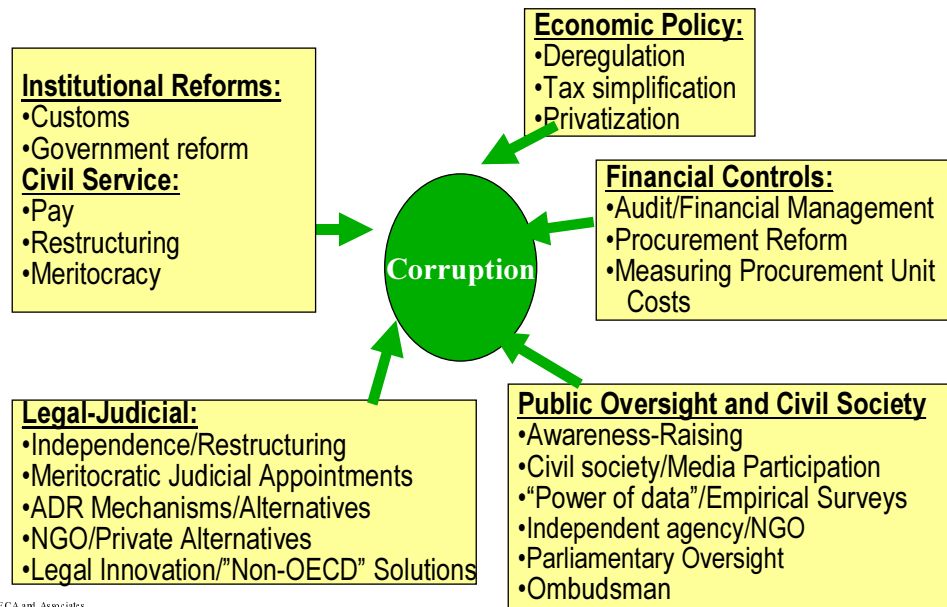 Economic Policy:
•Deregulation
•Tax simplification
•Privatization
Institutional Reforms:
•Customs
•Government reform
Civil Service:
•Pay
•Restructuring
•Meritocracy
Financial Controls:
•Audit/Financial Management
•Procurement Reform
•Measuring Procurement Unit
Costs
Corruption
Legal-Judicial:
•Independence/Restructuring
•Meritocratic Judicial Appointments
•ADR Mechanisms/Alternatives
•NGO/Private Alternatives
•Legal Innovation/”Non-OECD” Solutions
Public Oversight and Civil Society
•Awareness-Raising
•Civil society/Media Participation
•“Power of data”/Empirical Surveys
•Independent agency/NGO
•Parliamentary Oversight
•Ombudsman
and Associates